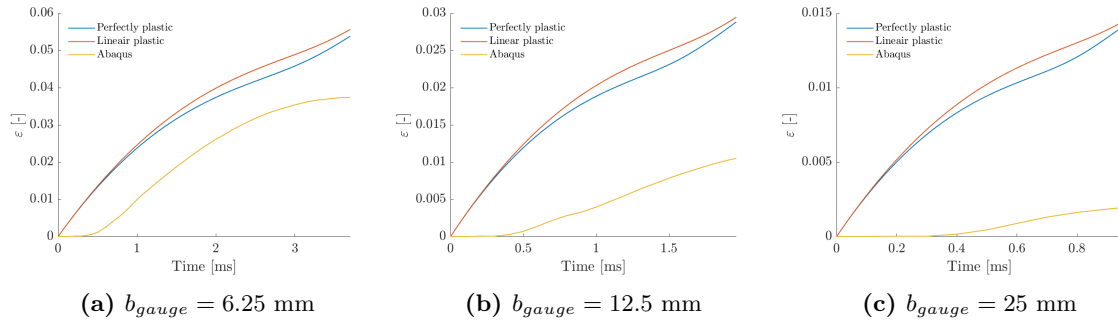 0.06
0.05
0.04
0.03
0.02
0.01
0
ε [-]
Perfectly plastic
Lineair plastic
Abaqus
0 1 2 3
Time [ms]
(a) b_gauge = 6.25 mm
0.03
0.025
0.02
0.015
0.01
0.005
0
ε [-]
Perfectly plastic
Linear plastic
Abaqus
0 0.5 1 1.5
Time [ms]
(b) b_gauge = 12.5 mm
0.015
0.01
0.005
0
ε [-]
Perfectly plastic
Linear plastic
Abaqus
0 0.2 0.4 0.6 0.8
Time [ms]
(c) b_gauge = 25 mm